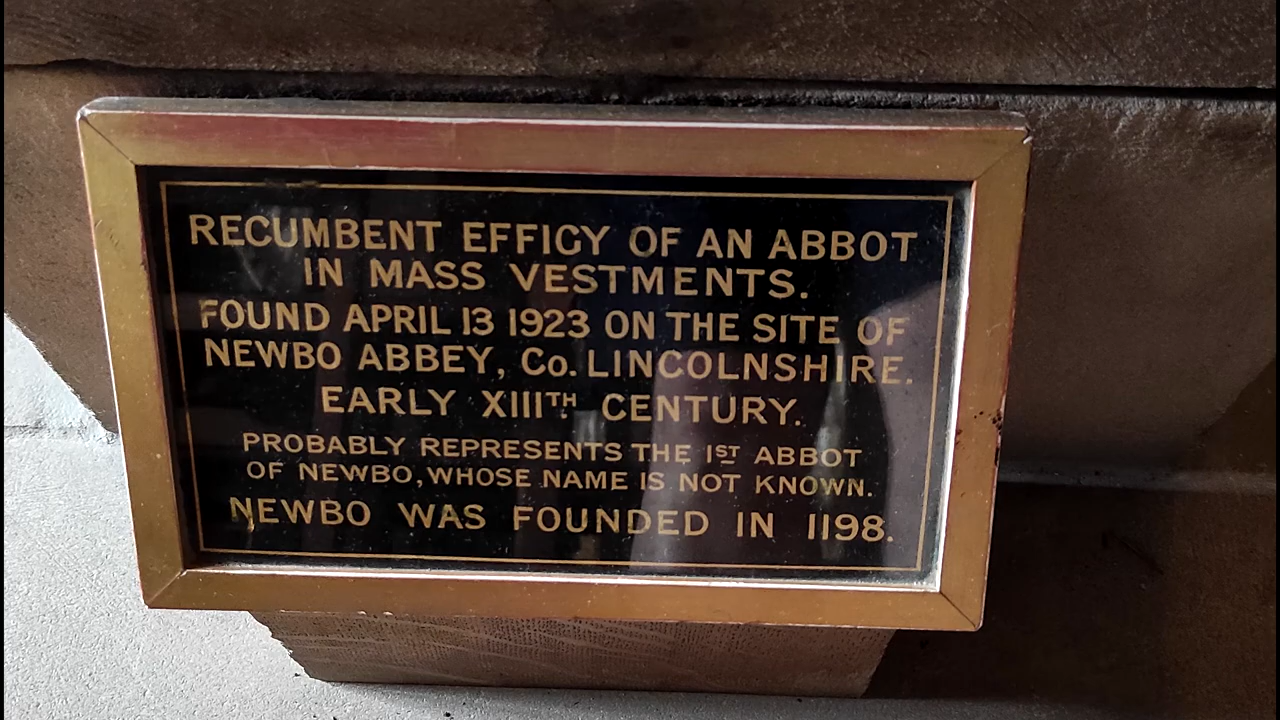 RECUMBENT EFFIGY OF AN ABBOT
IN MASS VESTMENTS.
FOUND APRIL 13 1923 ON THE SITE OF
NEWBO ABBEY, Co. LINCOLNSHIRE.
EARLY XIIITH CENTURY.
PROBABLY REPRESENTS THE 1ST ABBOT
OF NEWBO, WHOSE NAME IS NOT KNOWN.
NEWBO WAS FOUNDED IN 1198.